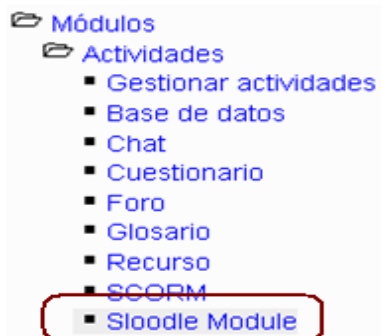 Módulos
Actividades
Gestionar actividades
Base de datos
Chat
Cuestionario
Foro
Glosario
Recurso
SCORM
Sloodle Module